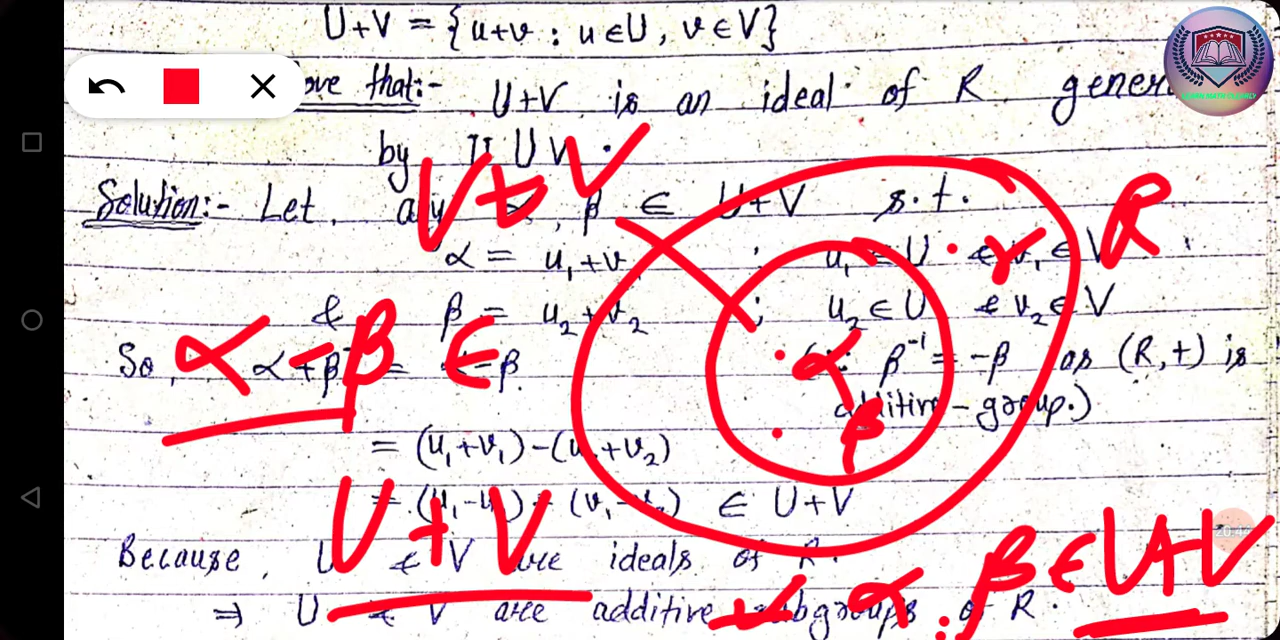 U+V = {u+v : u∈U, v∈V}
ove that:- U+V is an ideal of R gener
by U V .
Solution:- Let, any α, β ∈ U+V s.t.
α = u₁+v₁ ; u₁ ∈ U & v₁ ∈ V ;
& β = u₂+v₂ ; u₂ ∈ U & v₂ ∈ V
So, α+β⁻¹ = α-β (∵ β⁻¹ = -β as (R,+) is
additive-group.)
= (u₁+v₁)-(u₂+v₂)
= (u₁-u₂)+(v₁-v₂) ∈ U+V
Because, U & V are ideals of R.
⇒ U & V are additive subgroups of R.
U+V
R
r
α
β
α-β ∈
U+V
α, β ∈ U+V